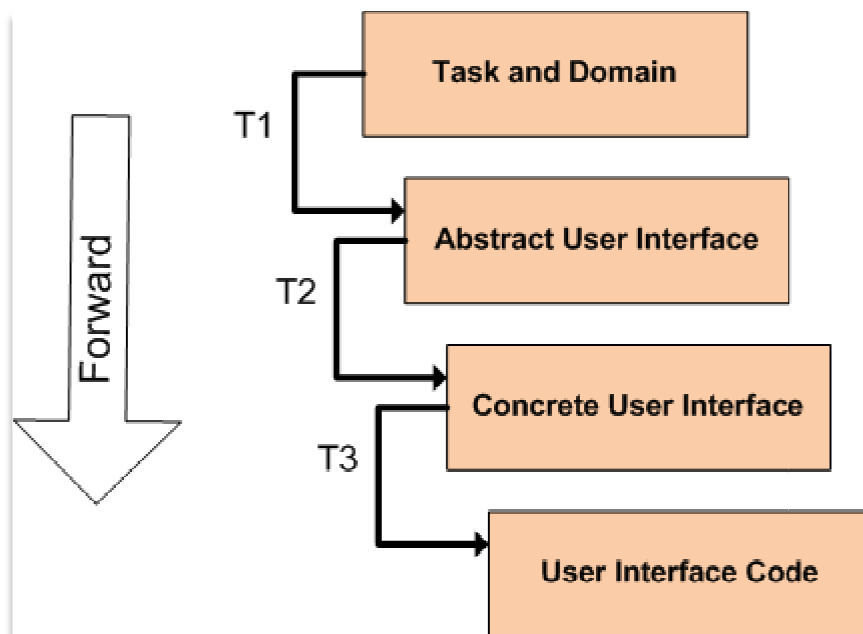 Task and Domain
T1
Abstract User Interface
Forward
T2
Concrete User Interface
T3
User Interface Code